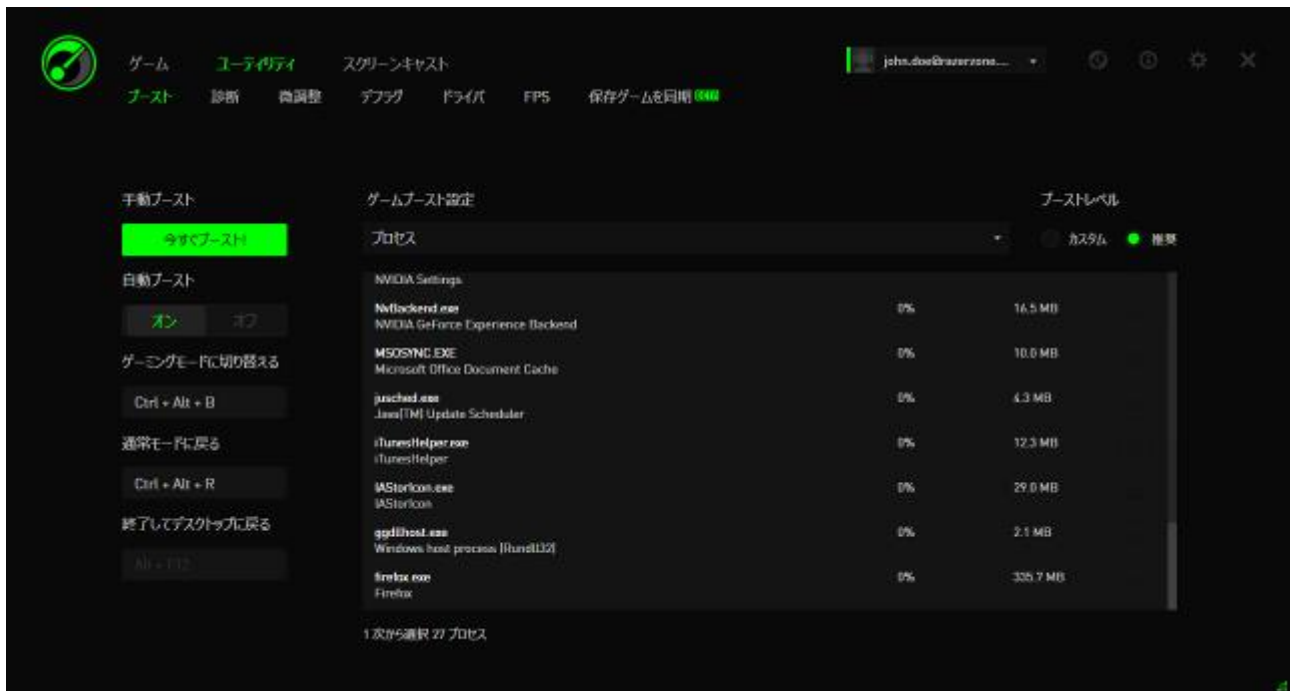 ゲーム ユーティリティ スクリーンキャスト
john.doe@razerzone....
ブースト 診断 微調整 デフラグ ドライバ FPS 保存ゲームを同期
手動ブースト
ゲームブースト設定
ブーストレベル
今すぐブースト!
プロセス
カスタム 推奨
自動ブースト
オン オフ
ゲーミングモードに切り替える
Ctrl + Alt + B
通常モードに戻る
Ctrl + Alt + R
終了してデスクトップに戻る
Alt + F12
NVIDIA Settings
NvBackend.exe 0% 16.5 MB
NVIDIA GeForce Experience Backend
MSOSYNC.EXE 0% 10.0 MB
Microsoft Office Document Cache
jusched.exe 0% 4.3 MB
Java(TM) Update Scheduler
iTunesHelper.exe 0% 12.3 MB
iTunesHelper
IAStorIcon.exe 0% 29.0 MB
IAStorIcon
0% 2.1 MB
Windows host process (Rundll32)
firefox.exe 0% 335.7 MB
Firefox
1 次から選択 27 プロセス